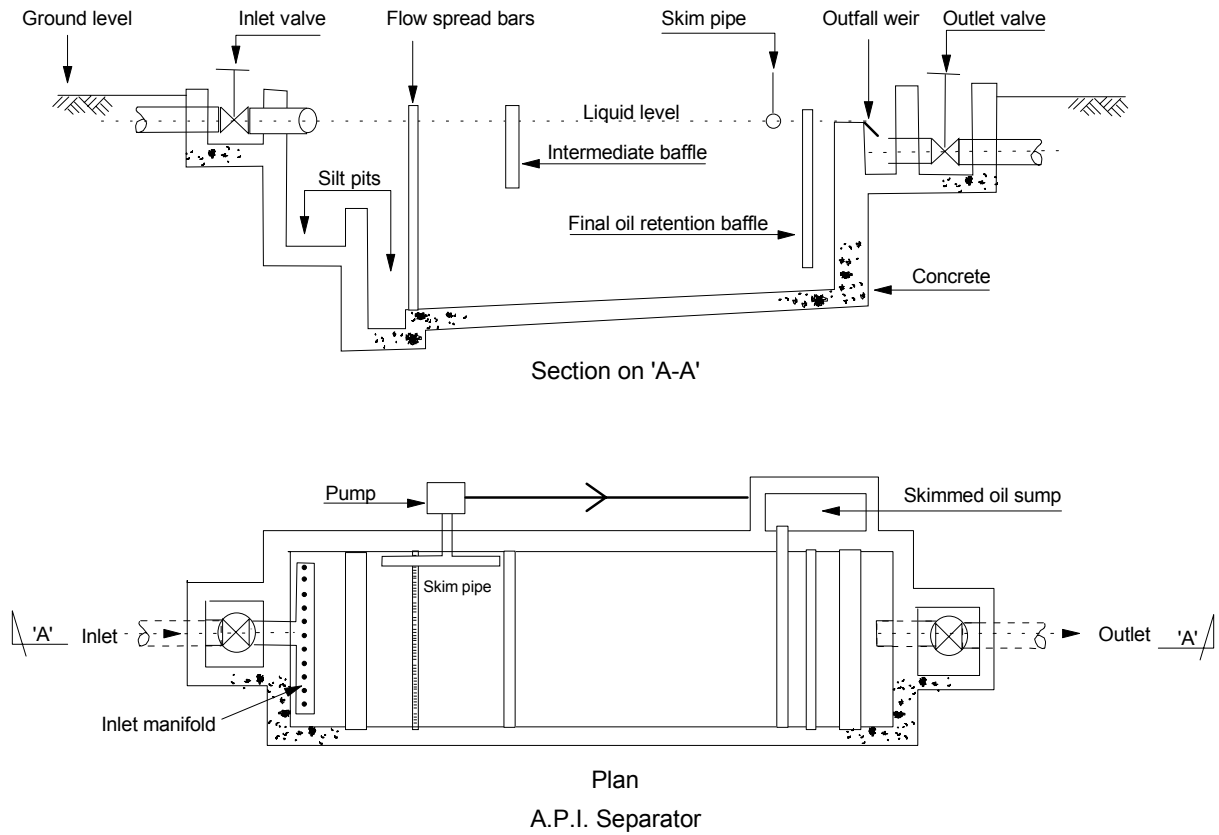 Ground level
Inlet valve
Flow spread bars
Skim pipe
Outfall weir
Outlet valve
Liquid level
Intermediate baffle
Silt pits
Final oil retention baffle
Concrete
Section on 'A-A'
Pump
Skimmed oil sump
Skim pipe
'A'
Inlet
Outlet
'A'
Inlet manifold
Plan
A.P.I. Separator